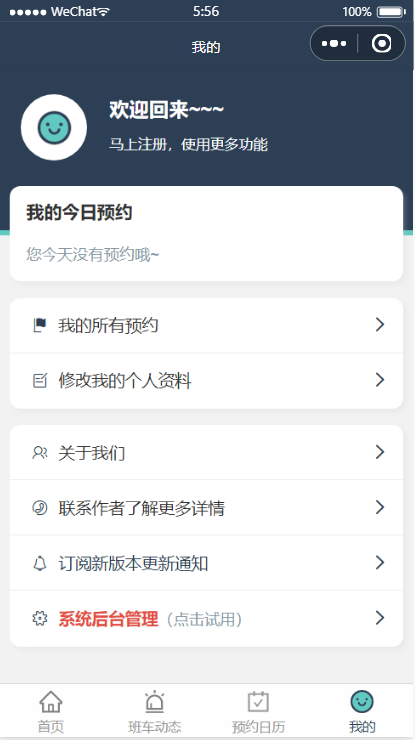 WeChat 5:56 100%
我的
欢迎回来~~~
马上注册，使用更多功能
我的今日预约
您今天没有预约哦~
我的所有预约
修改我的个人资料
关于我们
联系作者了解更多详情
订阅新版本更新通知
系统后台管理（点击试用）
首页 班车动态 预约日历 我的